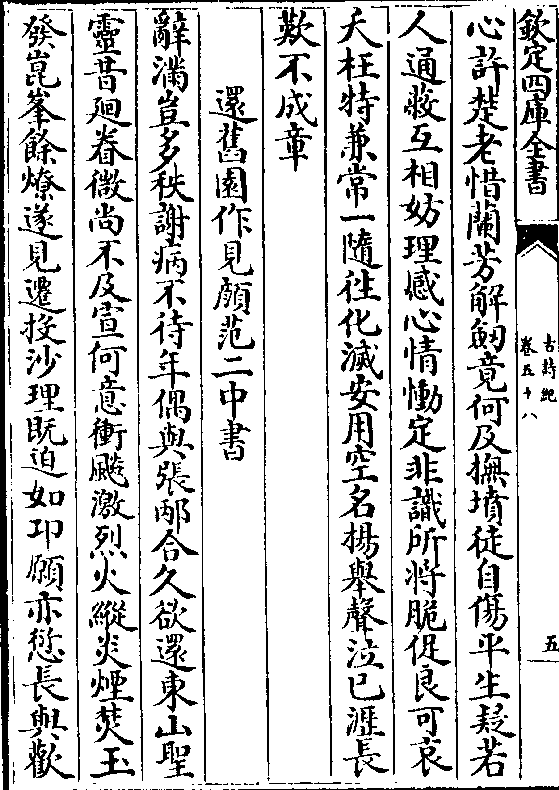 欽定四庫全書
古詩紀
卷五十八
五
心許楚老惜蘭芳解劒竟何及撫墳徒自傷平生疑若
人通蔽互相妨理感心情慟定非識所將脆促良可哀
夭枉特兼常一隨徃化滅安用空名揚舉聲泣已灑長
歎不成章
還舊園作見顔范二中書
辭滿豈多秩謝病不待年偶與張邴合久欲還東山聖
靈昔廻眷微尚不及宣何意衝飈激烈火縱炎煙焚玉
發崑峯餘燎遂見遷投沙理既迫如卭願亦愆長與歡